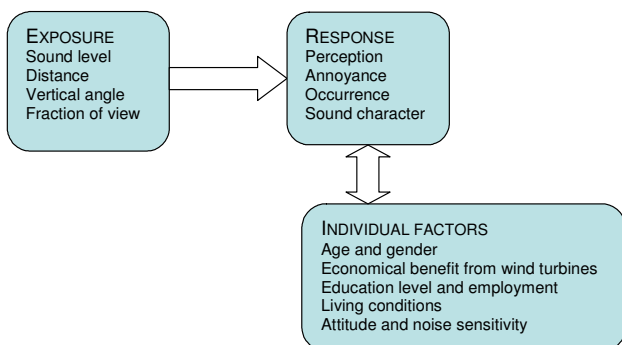 EXPOSURE
Sound level
Distance
Vertical angle
Fraction of view
RESPONSE
Perception
Annoyance
Occurrence
Sound character
INDIVIDUAL FACTORS
Age and gender
Economical benefit from wind turbines
Education level and employment
Living conditions
Attitude and noise sensitivity